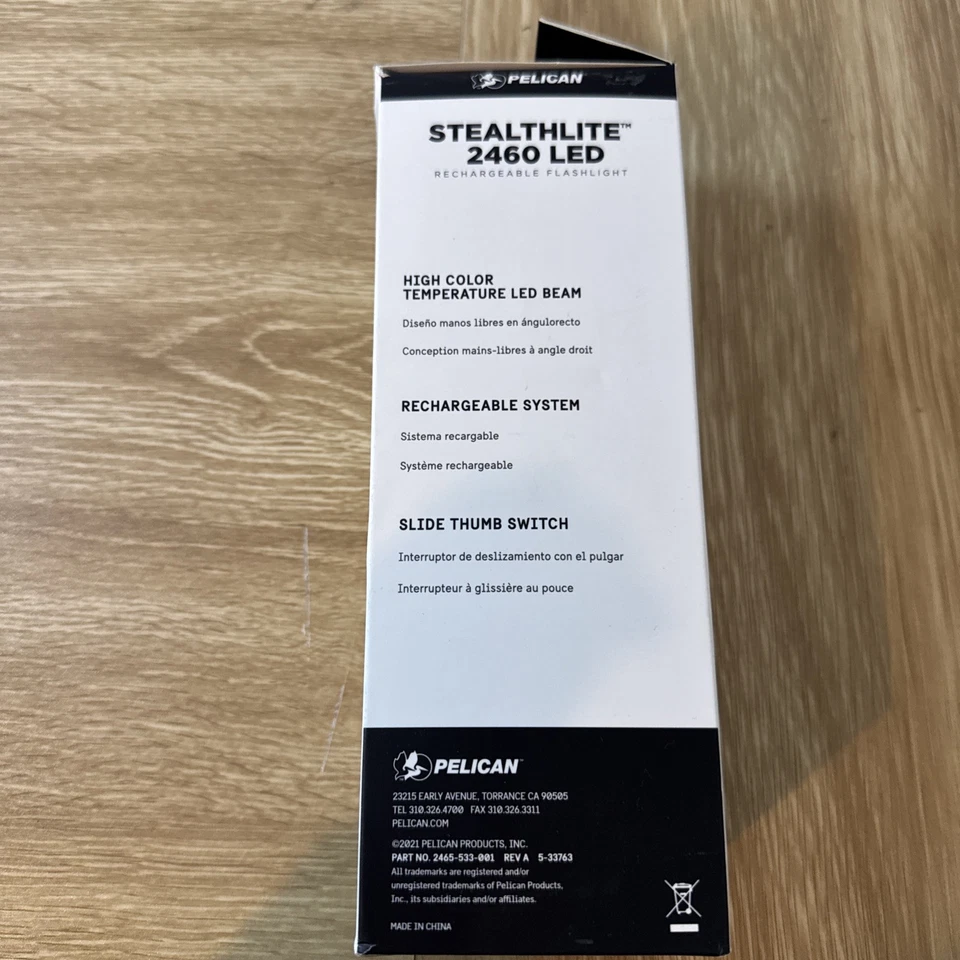 PELICAN
STEALTHLITE™
2460 LED
RECHARGEABLE FLASHLIGHT
HIGH COLOR
TEMPERATURE LED BEAM
Diseño manos libres en ángulorecto
Conception mains-libres à angle droit
RECHARGEABLE SYSTEM
Sistema recargable
Système rechargeable
SLIDE THUMB SWITCH
Interruptor de deslizamiento con el pulgar
Interrupteur à glissière au pouce
PELICAN™
23215 EARLY AVENUE, TORRANCE CA 90505
TEL 310.326.4700 FAX 310.326.3311
PELICAN.COM
©2021 PELICAN PRODUCTS, INC.
PART NO. 2465-533-001 REV A 5-33763
All trademarks are registered and/or
unregistered trademarks of Pelican Products,
Inc., its subsidiaries and/or affiliates.
MADE IN CHINA